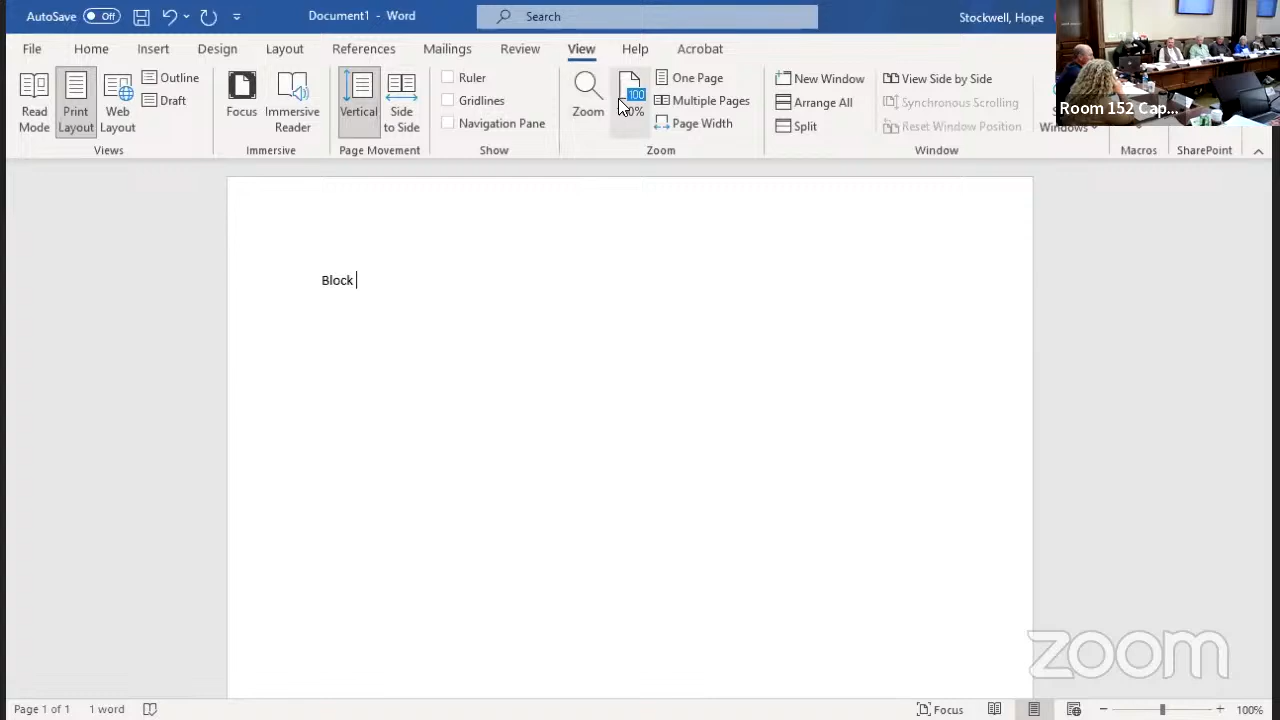 AutoSave Off
Document1 - Word
Search
Stockwell, Hope
File Home Insert Design Layout References Mailings Review View Help Acrobat
Read Mode
Print Layout
Web Layout
Outline
Draft
Views
Focus
Immersive Reader
Immersive
Vertical
Side to Side
Page Movement
Ruler
Gridlines
Navigation Pane
Show
Zoom
100
One Page
Multiple Pages
Page Width
Zoom
New Window
Arrange All
Split
View Side by Side
Synchronous Scrolling
Reset Window Position
Windows
Window
Macros
SharePoint
Room 152 Cap...
Block
zoom
Page 1 of 1
1 word
Focus
100%